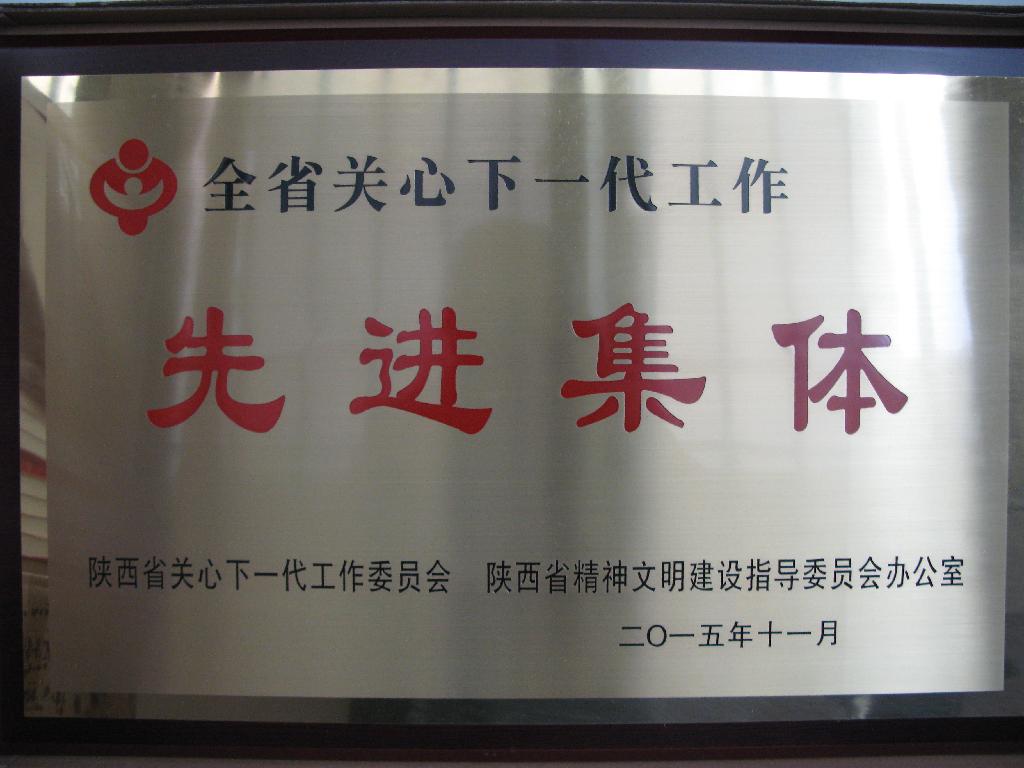 全省关心下一代工作
先进集体
陕西省关心下一代工作委员会 陕西省精神文明建设指导委员会办公室
二〇一五年十一月